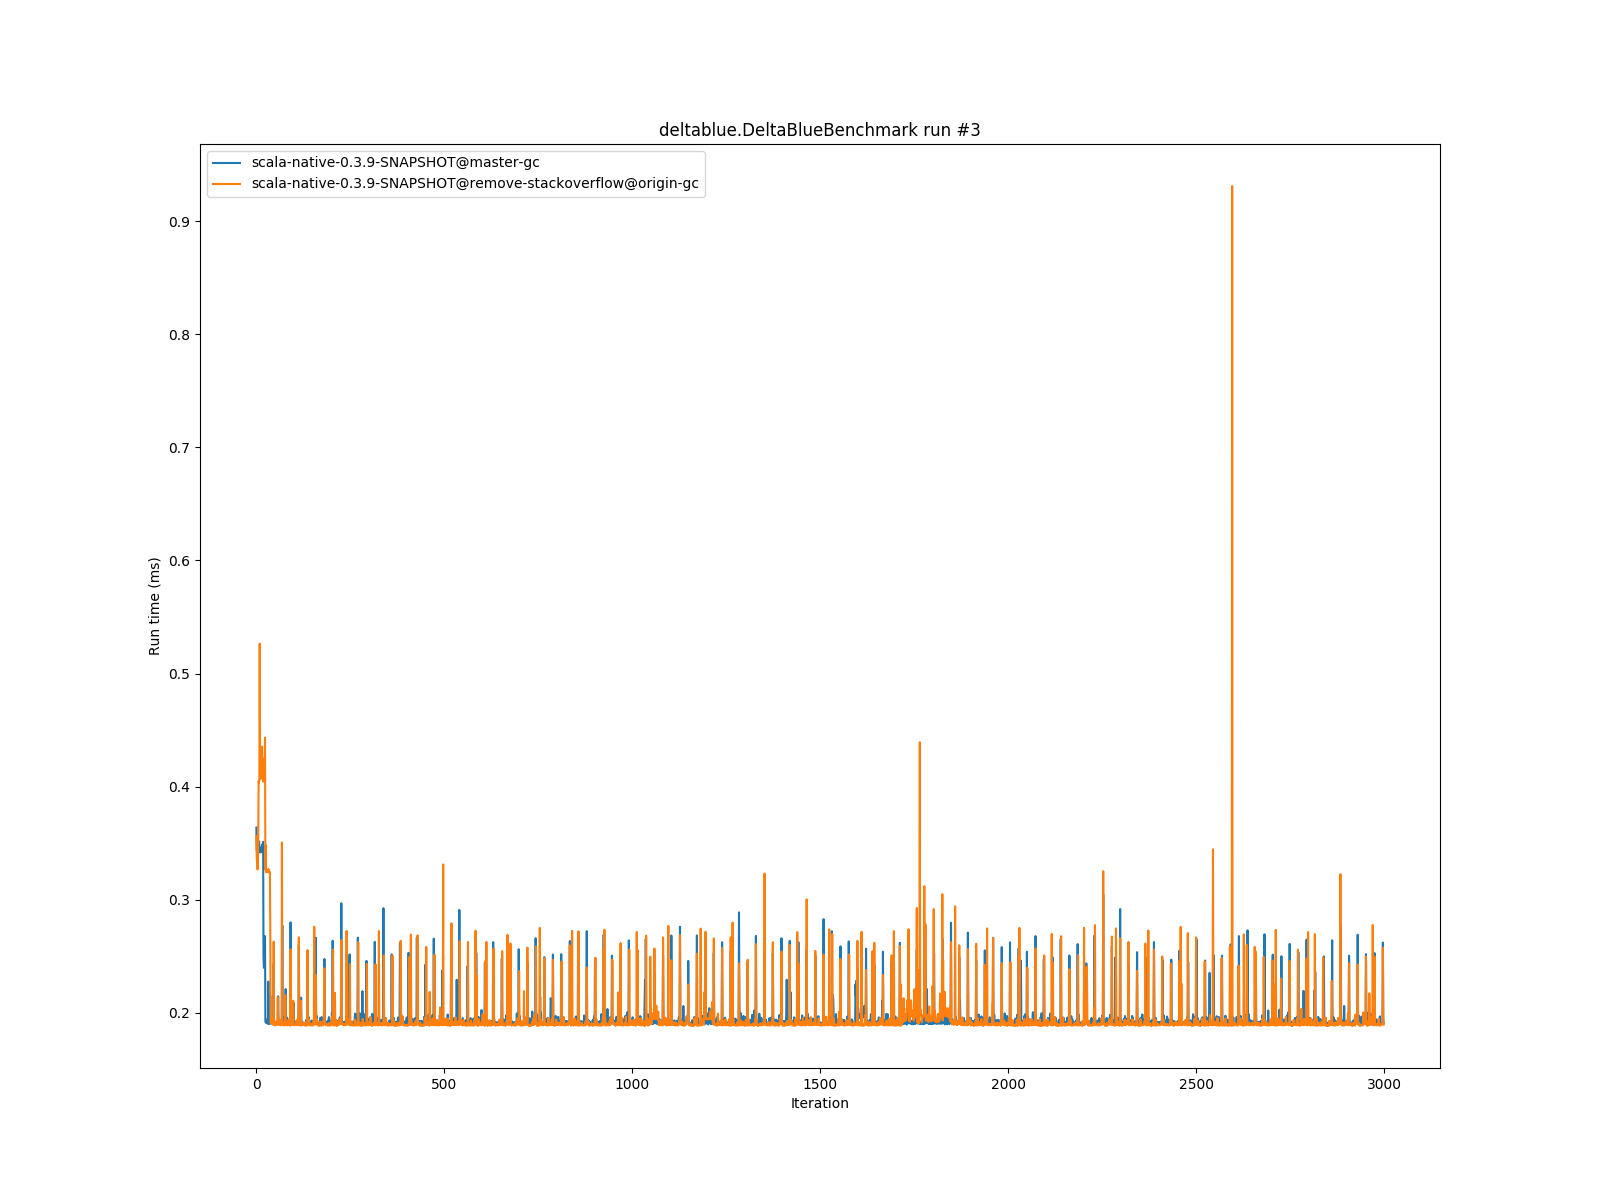 deltablue.DeltaBlueBenchmark run #3
scala-native-0.3.9-SNAPSHOT@master-gc
scala-native-0.3.9-SNAPSHOT@remove-stackoverflow@origin-gc
0.9
0.8
0.7
0.6
0.5
0.4
0.3
0.2
Run time (ms)
0 500 1000 1500 2000 2500 3000
Iteration